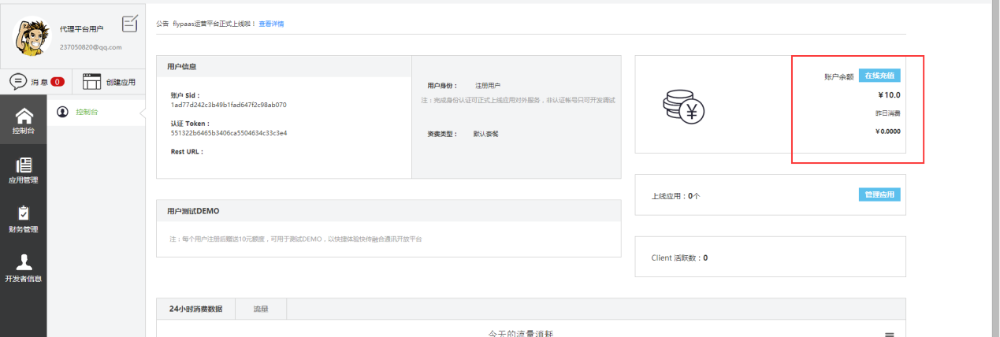 公告 flypaas运营平台正式上线啦！ 查看详情
代理平台用户
237050820@qq.com
消 息 0
创建应用
控制台
控制台
应用管理
财务管理
开发者信息
用户信息
账户 Sid：
1ad77d242c3b49b1fad647f2c98ab070
认证 Token：
551322b6465b3406ca5504634c33c3e4
Rest URL：
用户身份： 注册用户
注：完成身份认证可正式上线应用对外服务，非认证帐号只可开发调试
资费类型： 默认套餐
账户余额 在线充值
￥10.0
昨日消费
￥0.0000
上线应用：0个 管理应用
用户测试DEMO
注：每个用户注册后赠送10元额度，可用于测试DEMO，以快捷体验快传融合通讯开放平台
Client 活跃数：0
24小时消费数据 流量
今天的流量消耗